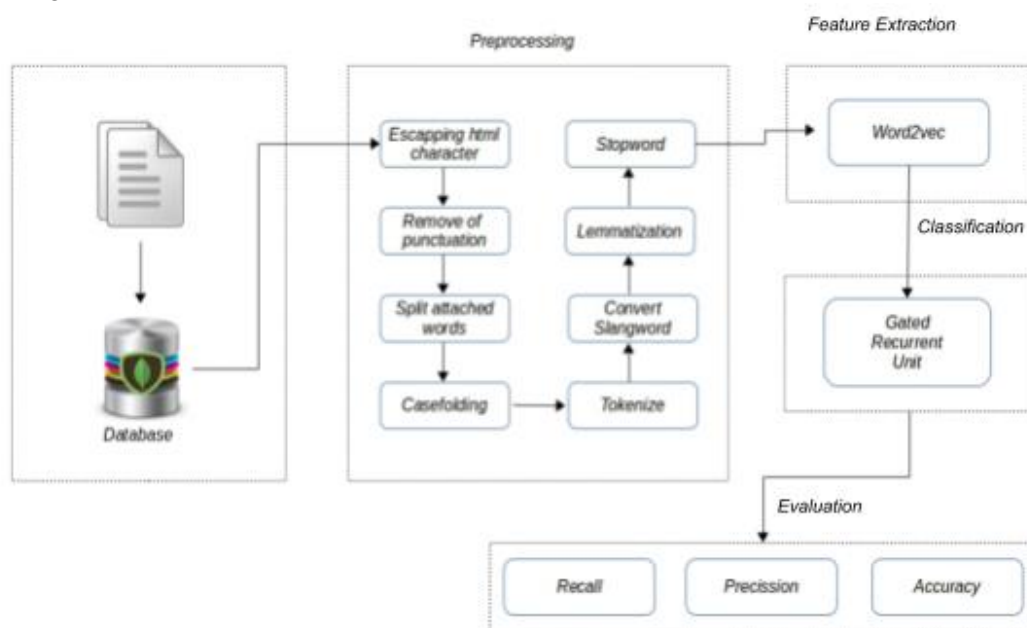 Feature Extraction
Preprocessing
Escapping html
character
Stopword
Word2vec
Remove of
punctuation
Lemmatization
Classification
Split attached
words
Convert
Slangword
Gated
Recurrent
Unit
Casefolding
Tokenize
Database
Evaluation
Recall
Precission
Accuracy